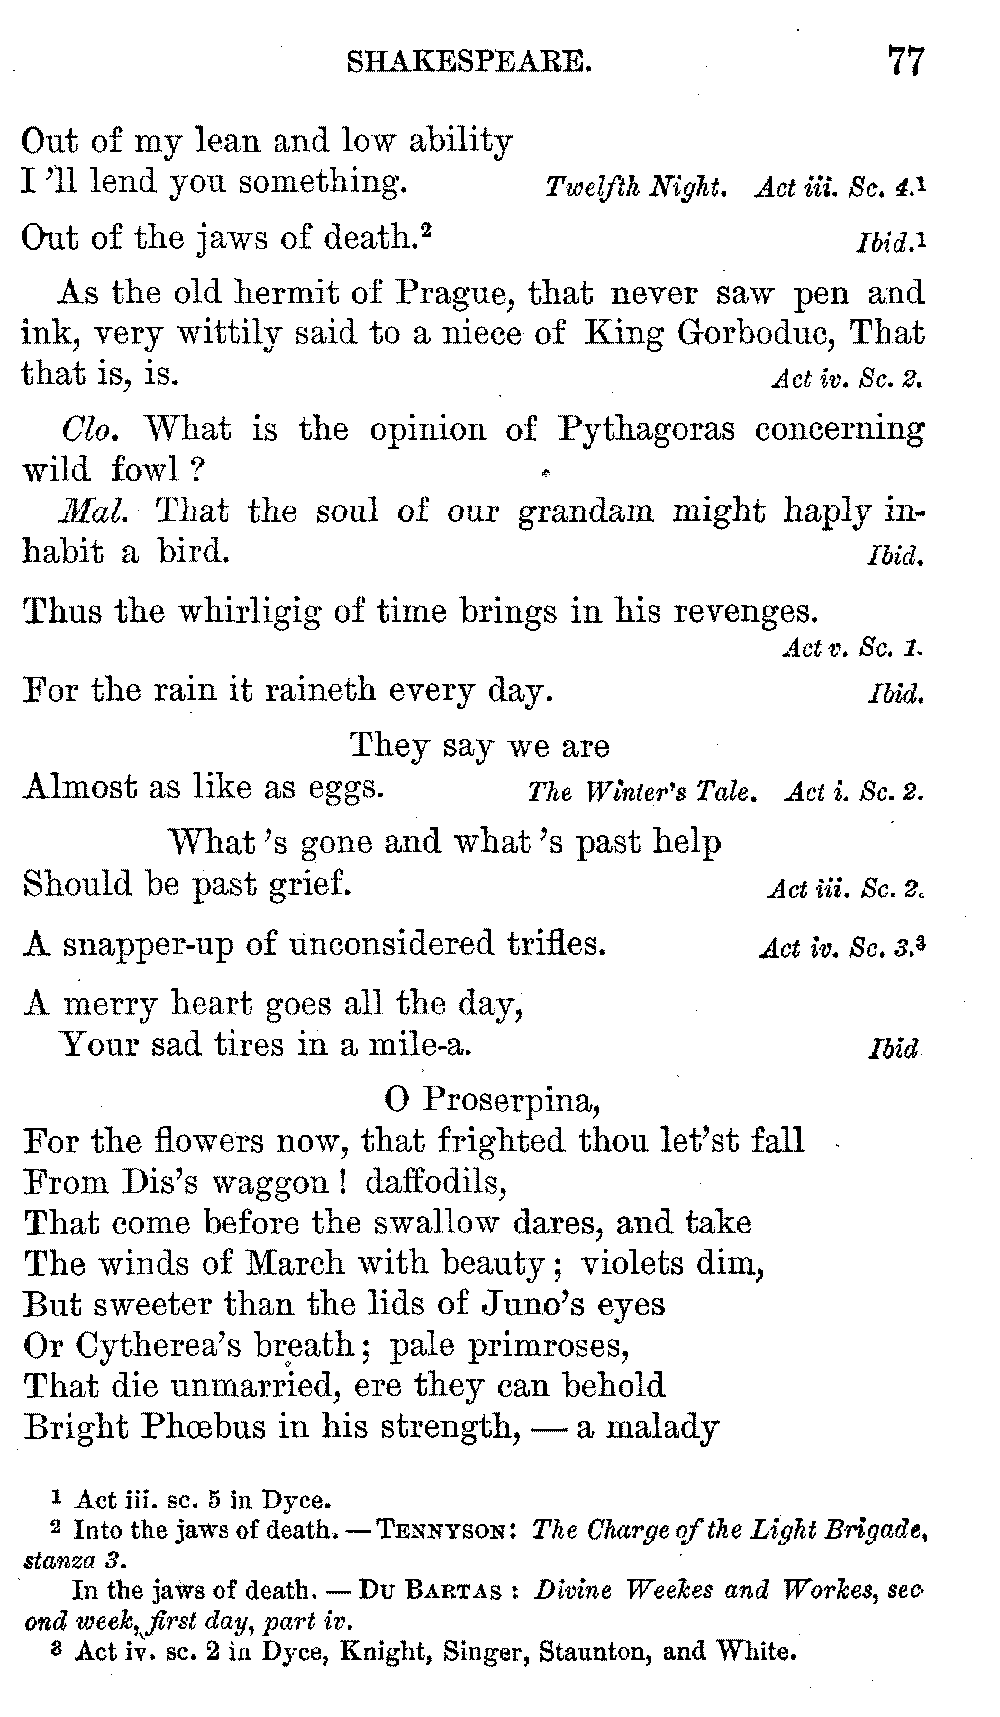 SHAKESPEARE. 77
Out of my lean and low ability
I 'll lend you something. Twelfth Night. Act iii. Sc. 4.¹
Out of the jaws of death.² Ibid.¹
As the old hermit of Prague, that never saw pen and
ink, very wittily said to a niece of King Gorboduc, That
that is, is. Act iv. Sc. 2.
Clo. What is the opinion of Pythagoras concerning
wild fowl ?
Mal. That the soul of our grandam might haply in-
habit a bird. Ibid.
Thus the whirligig of time brings in his revenges.
Act v. Sc. 1.
For the rain it raineth every day. Ibid.
They say we are
Almost as like as eggs. The Winter's Tale. Act i. Sc. 2.
What 's gone and what 's past help
Should be past grief. Act iii. Sc. 2.
A snapper-up of unconsidered trifles. Act iv. Sc. 3.³
A merry heart goes all the day,
Your sad tires in a mile-a. Ibid
O Proserpina,
For the flowers now, that frighted thou let'st fall
From Dis's waggon ! daffodils,
That come before the swallow dares, and take
The winds of March with beauty ; violets dim,
But sweeter than the lids of Juno's eyes
Or Cytherea's breath ; pale primroses,
That die unmarried, ere they can behold
Bright Phœbus in his strength, — a malady
¹ Act iii. sc. 5 in Dyce.
² Into the jaws of death. — TENNYSON: The Charge of the Light Brigade,
stanza 3.
In the jaws of death. — DU BARTAS : Divine Weekes and Workes, sec
ond week, first day, part iv.
³ Act iv. sc. 2 in Dyce, Knight, Singer, Staunton, and White.